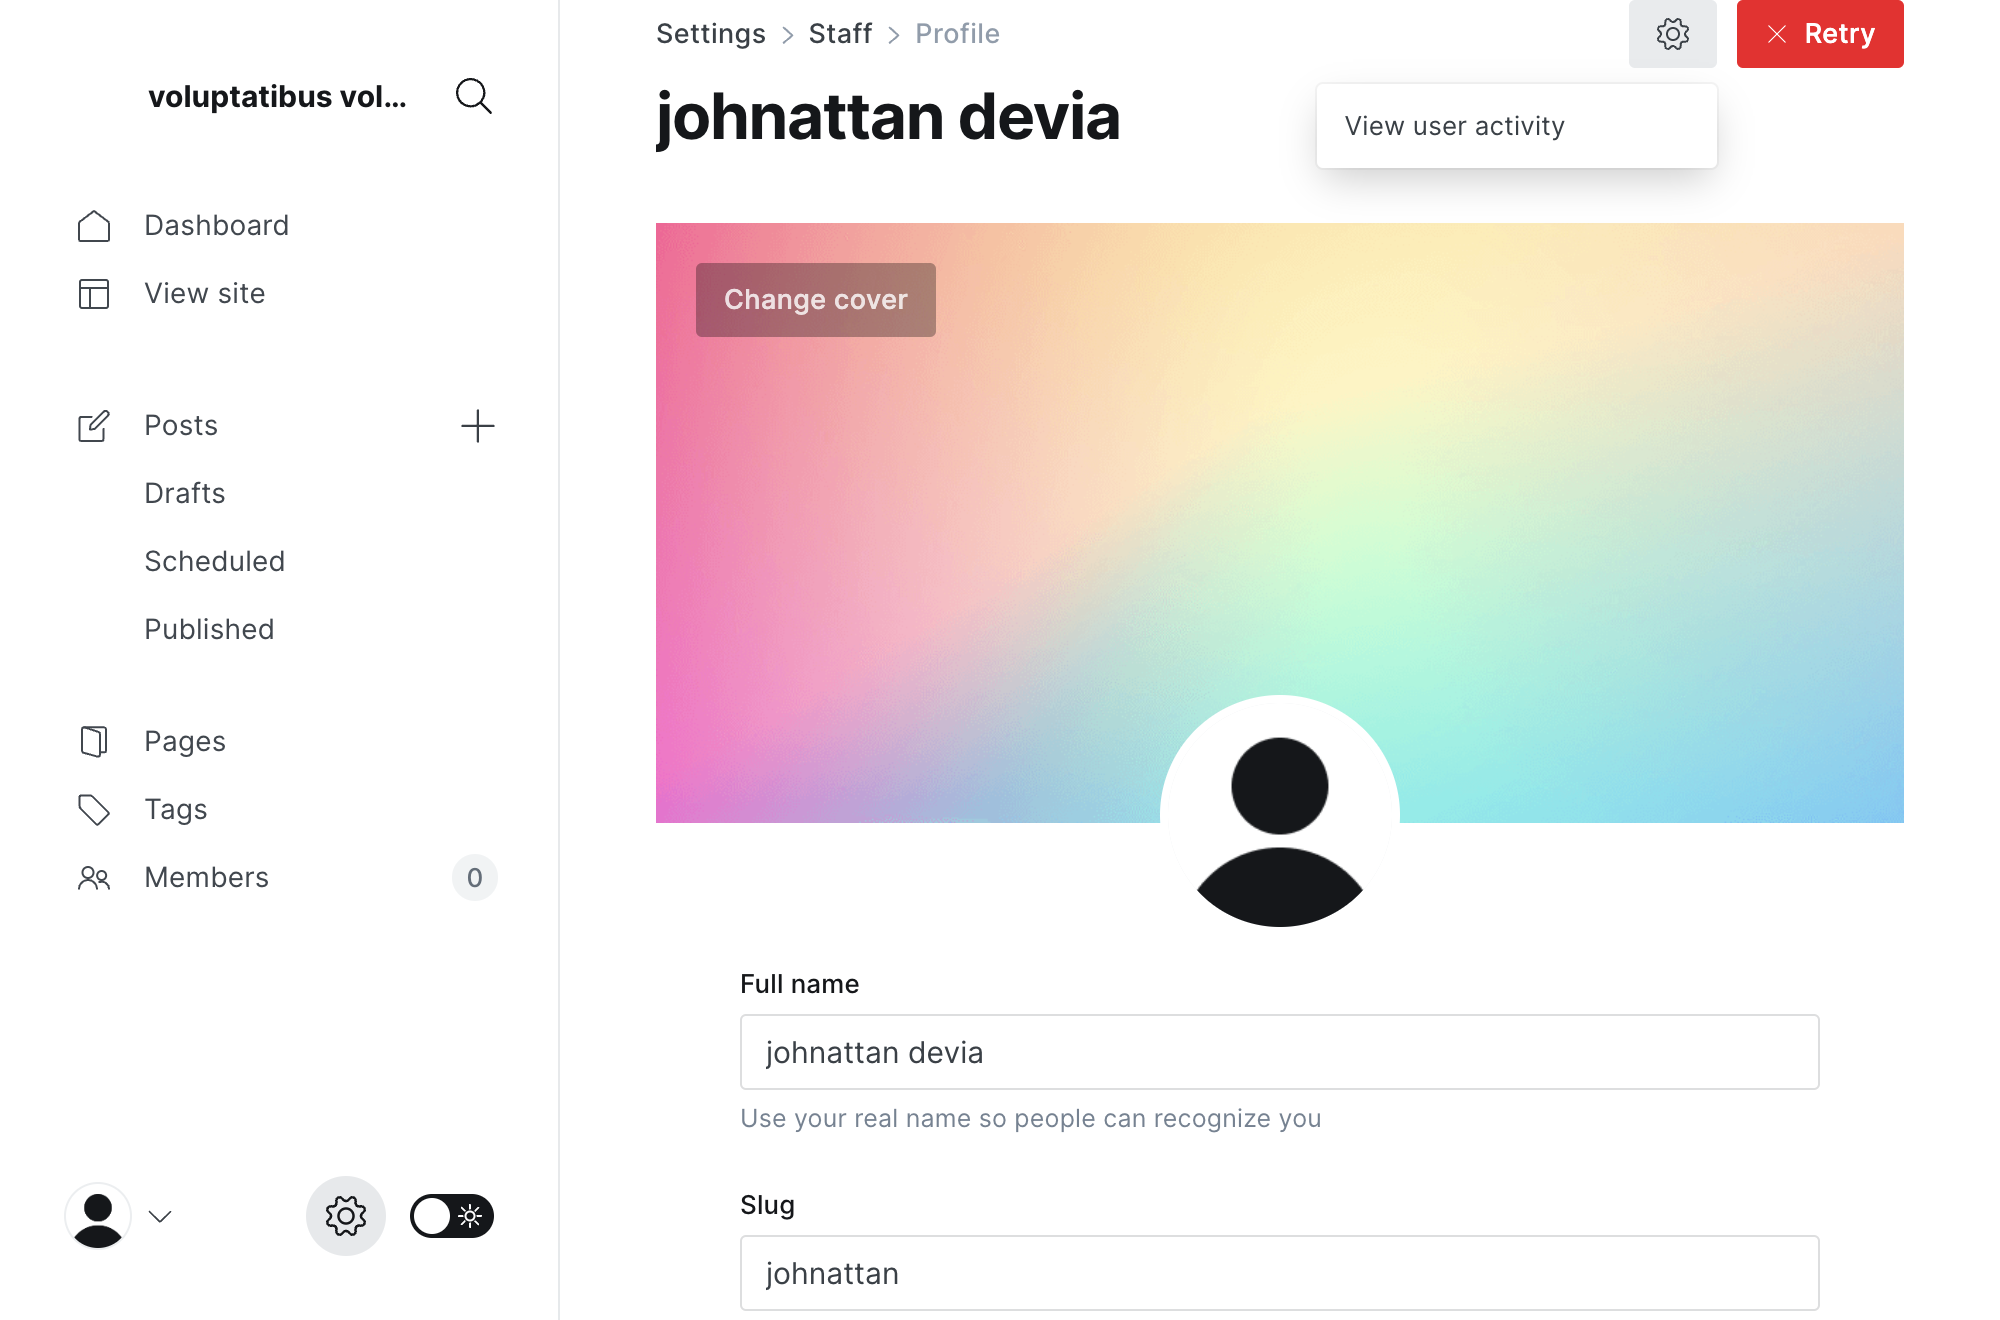 voluptatibus vol...
Dashboard
View site
Posts
Drafts
Scheduled
Published
Pages
Tags
Members
0
Settings > Staff > Profile
Retry
johnattan devia
View user activity
Change cover
Full name
johnattan devia
Use your real name so people can recognize you
Slug
johnattan